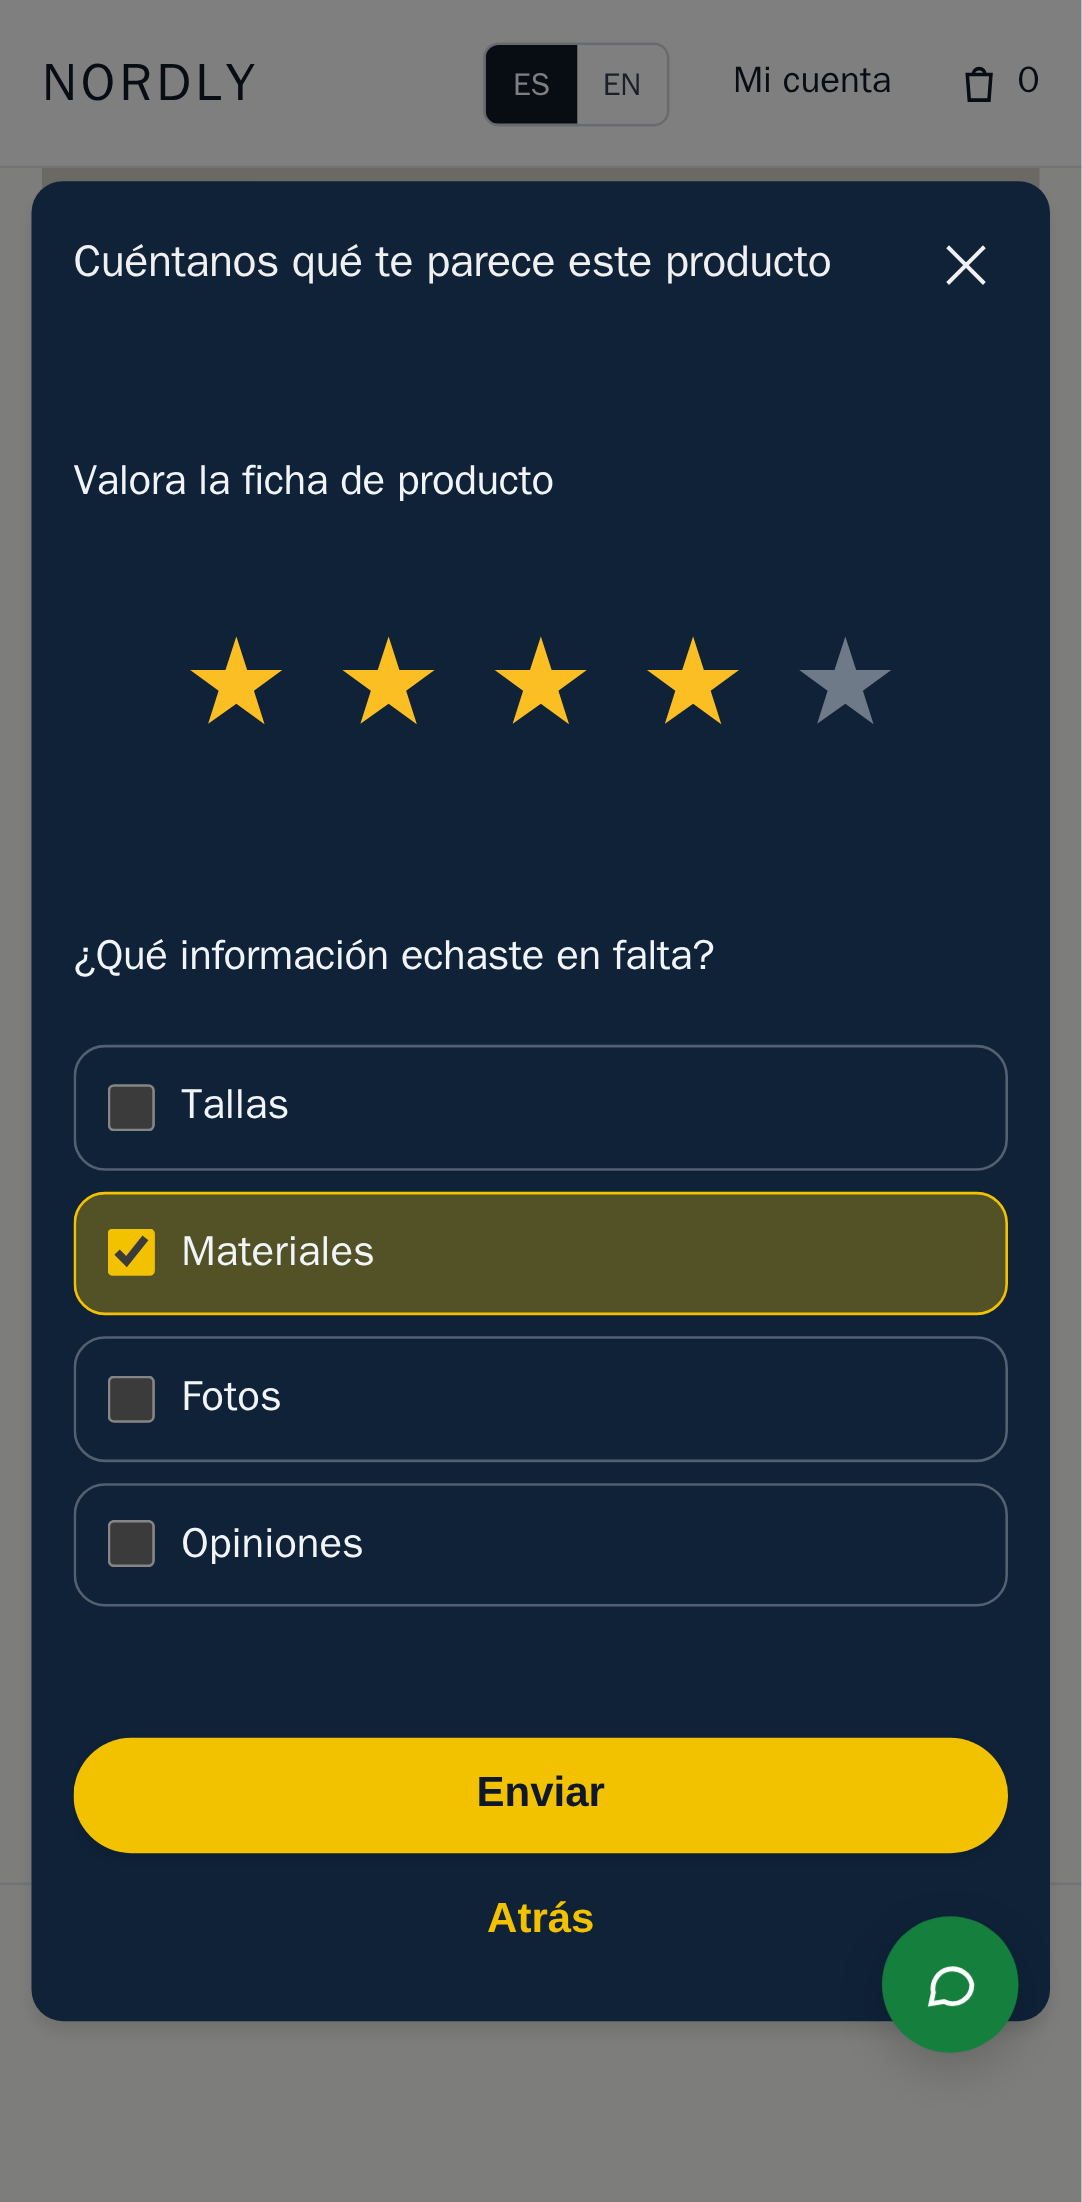 NORDLY
ES EN
Mi cuenta
0
Cuéntanos qué te parece este producto
Valora la ficha de producto
¿Qué información echaste en falta?
Tallas
Materiales
Fotos
Opiniones
Enviar
Atrás